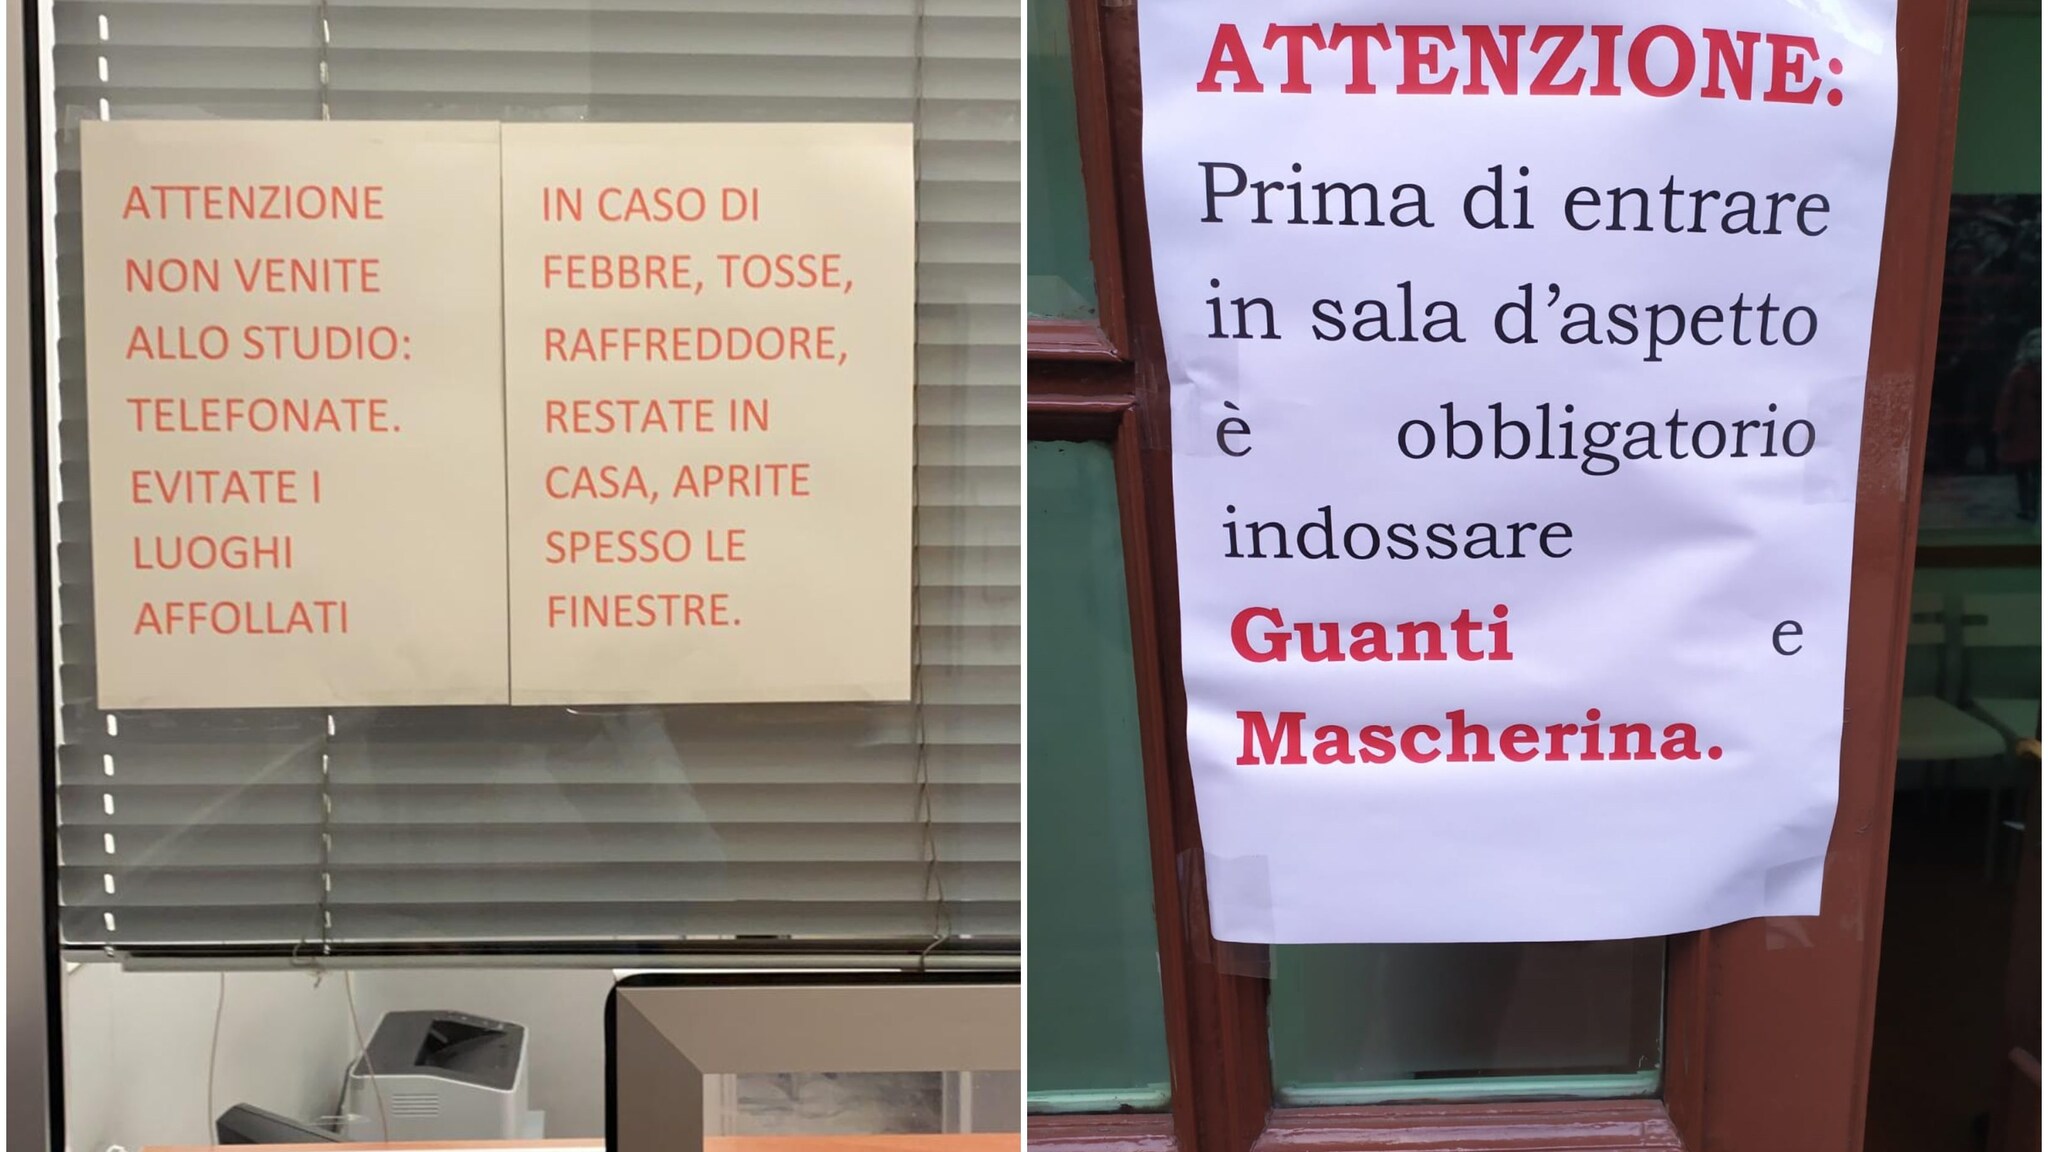 ATTENZIONE
NON VENITE
ALLO STUDIO:
TELEFONATE.
EVITATE I
LUOGHI
AFFOLLATI
IN CASO DI
FEBBRE, TOSSE,
RAFFREDDORE,
RESTATE IN
CASA, APRITE
SPESSO LE
FINESTRE.
ATTENZIONE:
Prima di entrare
in sala d’aspetto
è obbligatorio
indossare
Guanti e
Mascherina.